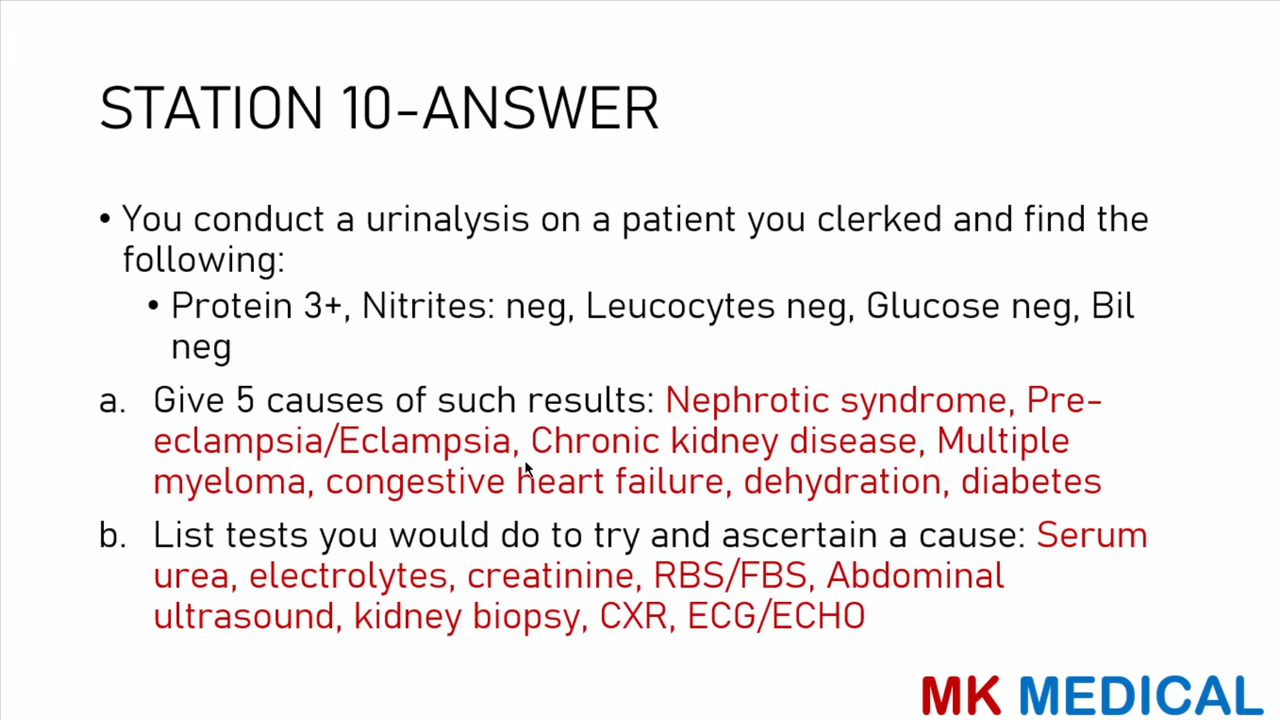 STATION 10-ANSWER
• You conduct a urinalysis on a patient you clerked and find the
following:
• Protein 3+, Nitrites: neg, Leucocytes neg, Glucose neg, Bil
neg
a. Give 5 causes of such results: Nephrotic syndrome, Pre-
eclampsia/Eclampsia, Chronic kidney disease, Multiple
myeloma, congestive heart failure, dehydration, diabetes
b. List tests you would do to try and ascertain a cause: Serum
urea, electrolytes, creatinine, RBS/FBS, Abdominal
ultrasound, kidney biopsy, CXR, ECG/ECHO
MK MEDICAL